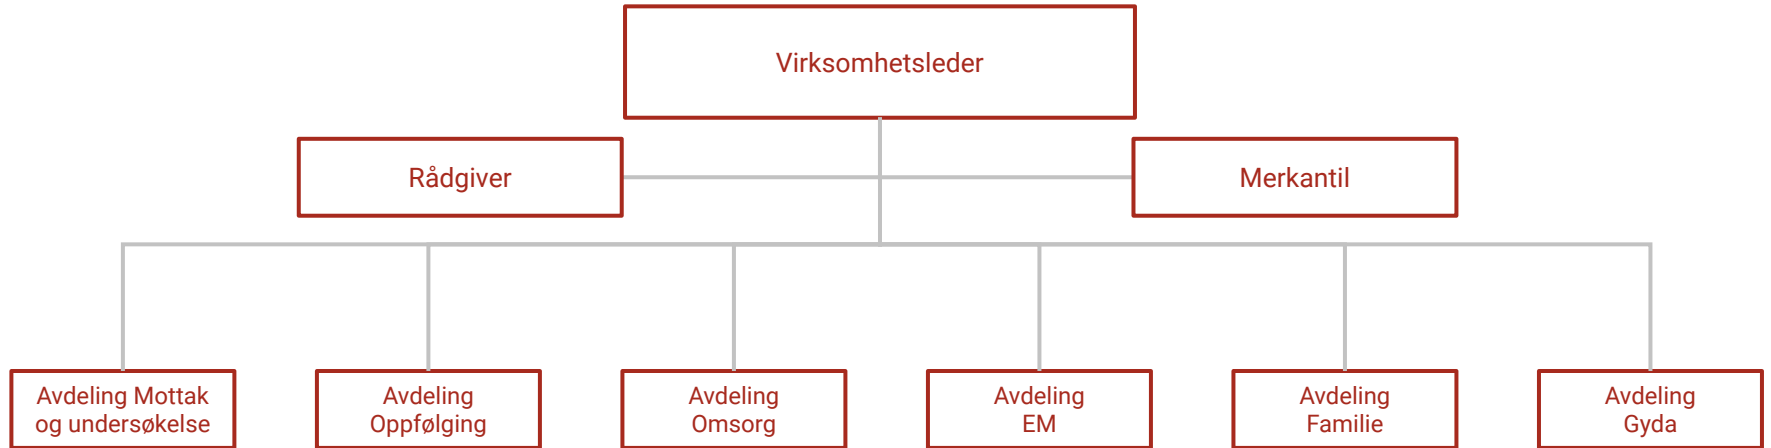 Virksomhetsleder
Rådgiver
Merkantil
Avdeling Mottak
og undersøkelse
Avdeling
Oppfølging
Avdeling
Omsorg
Avdeling
EM
Avdeling
Familie
Avdeling
Gyda